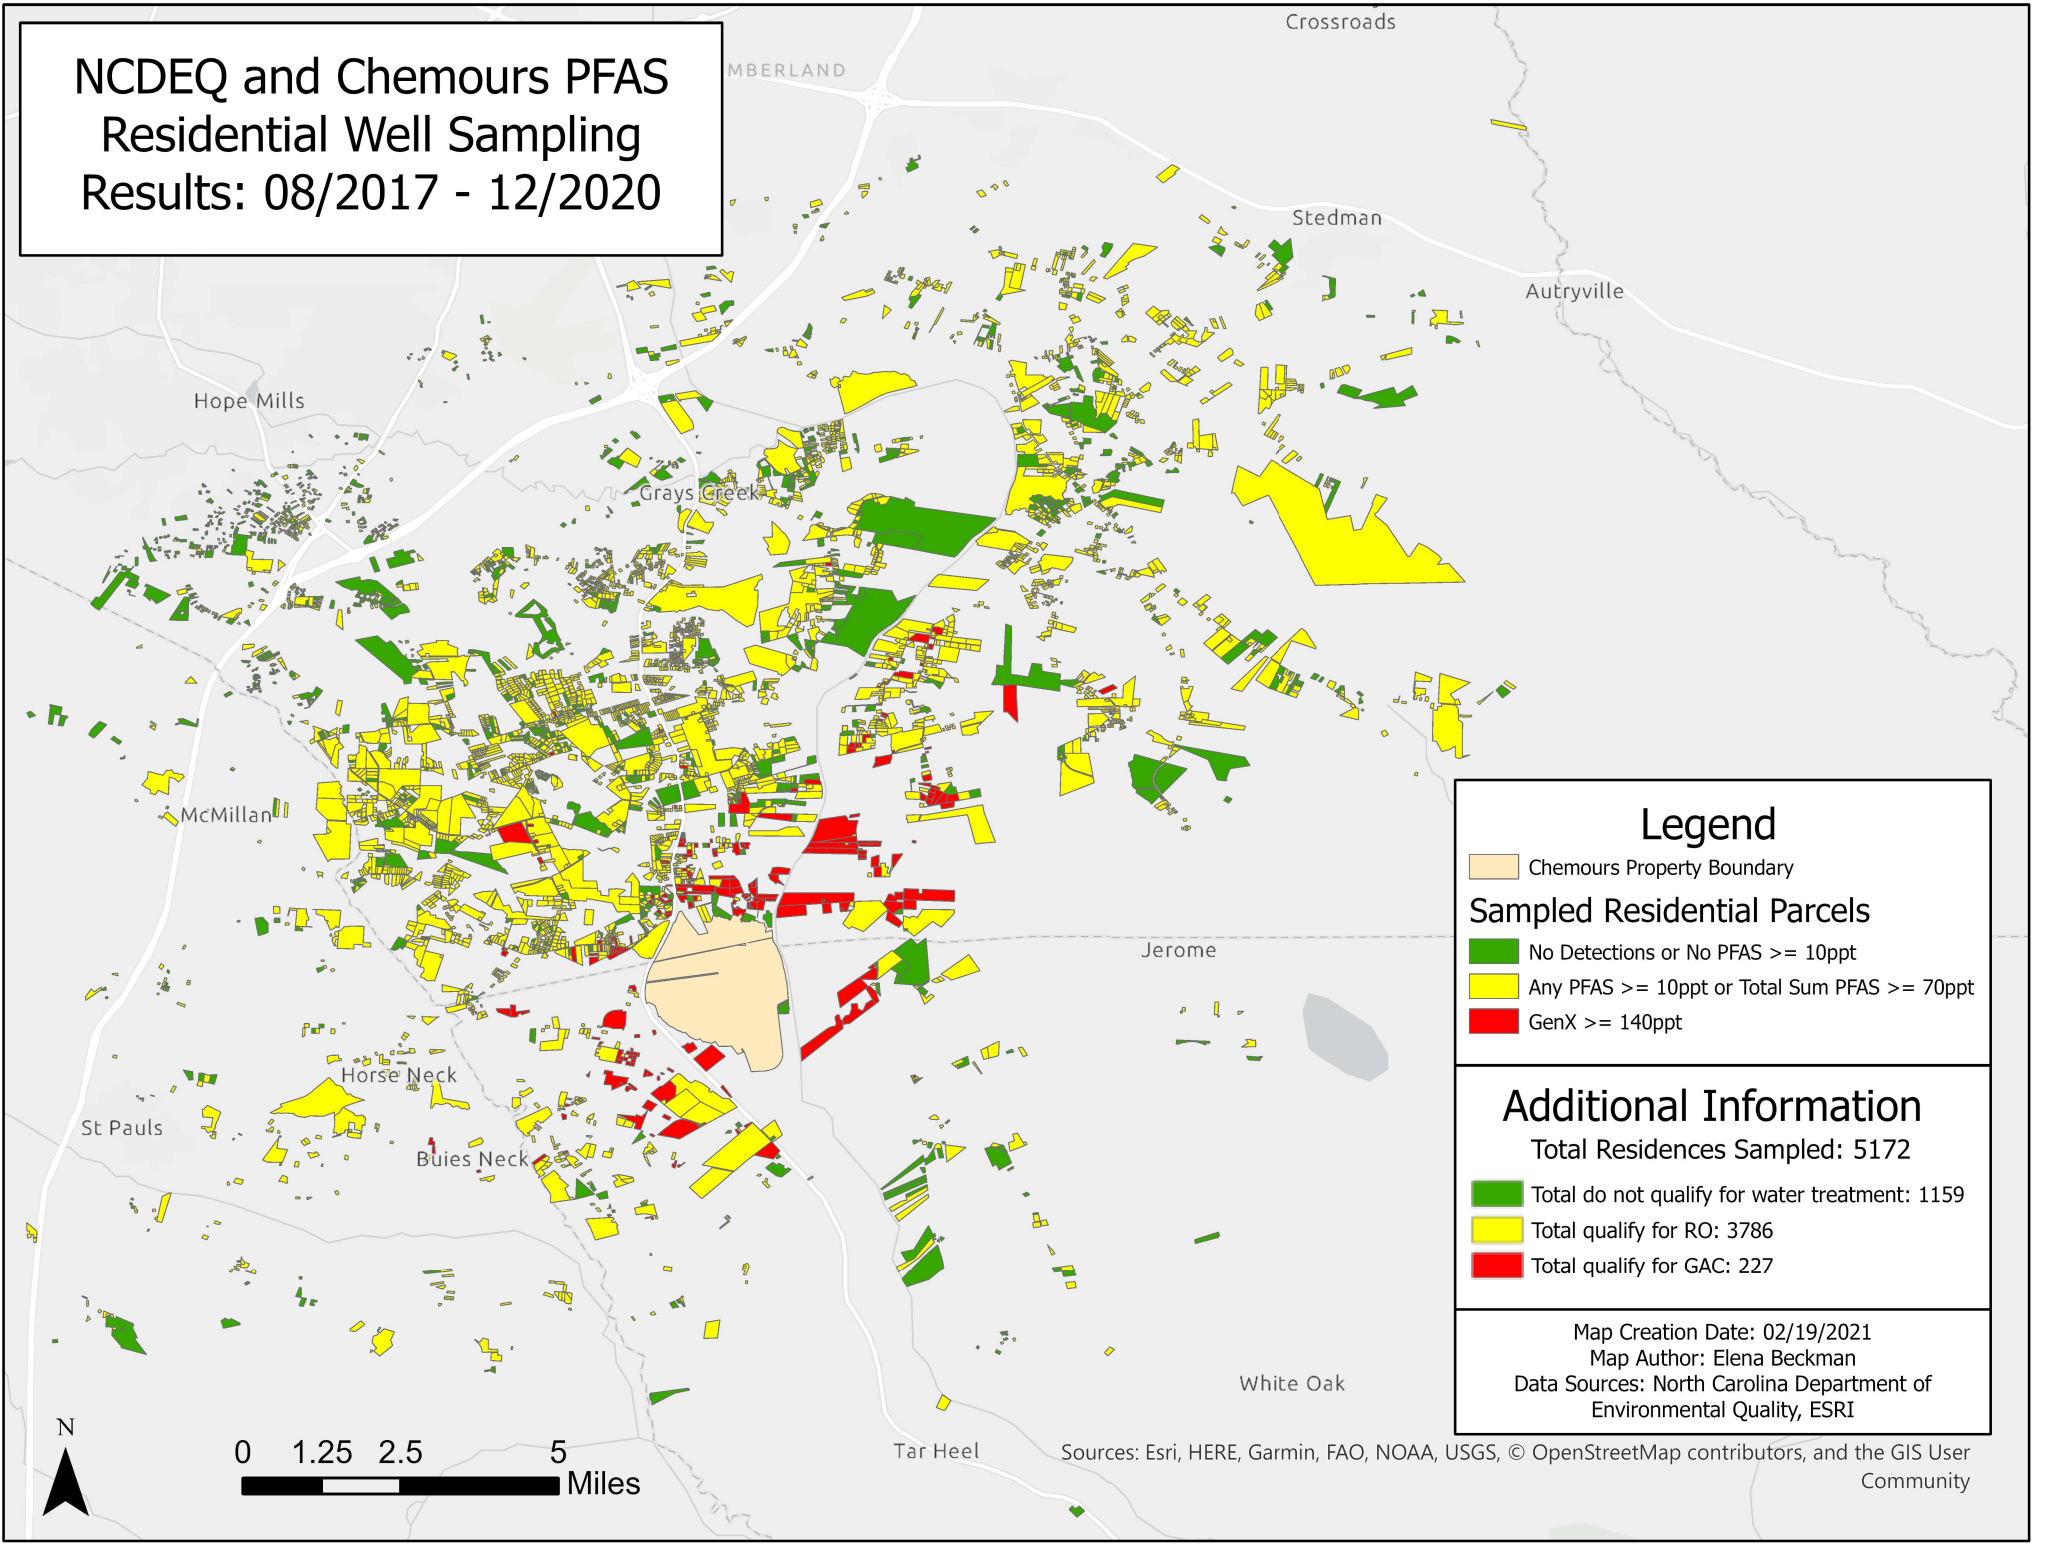 NCDEQ and Chemours PFAS
Residential Well Sampling
Results: 08/2017 - 12/2020
Crossroads
MBERLAND
Stedman
Autryville
Hope Mills
Grays Creek
McMillan
Jerome
Horse Neck
St Pauls
Buies Neck
White Oak
Tar Heel
Legend
Chemours Property Boundary
Sampled Residential Parcels
No Detections or No PFAS >= 10ppt
Any PFAS >= 10ppt or Total Sum PFAS >= 70ppt
GenX >= 140ppt
Additional Information
Total Residences Sampled: 5172
Total do not qualify for water treatment: 1159
Total qualify for RO: 3786
Total qualify for GAC: 227
Map Creation Date: 02/19/2021
Map Author: Elena Beckman
Data Sources: North Carolina Department of
Environmental Quality, ESRI
N
0 1.25 2.5 5
Miles
Sources: Esri, HERE, Garmin, FAO, NOAA, USGS, © OpenStreetMap contributors, and the GIS User
Community